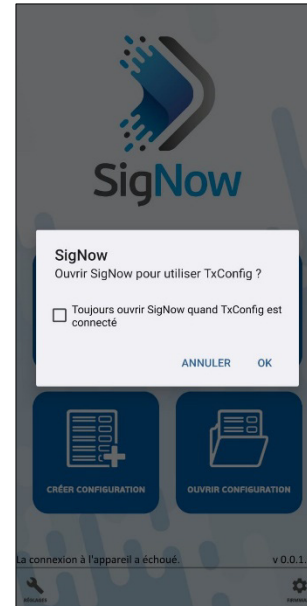 SigNow
SigNow
Ouvrir SigNow pour utiliser TxConfig ?
Toujours ouvrir SigNow quand TxConfig est
connecté
ANNULER OK
CRÉER CONFIGURATION
OUVRIR CONFIGURATION
La connexion à l'appareil a échoué.
v 0.0.1.
RÉGLAGES